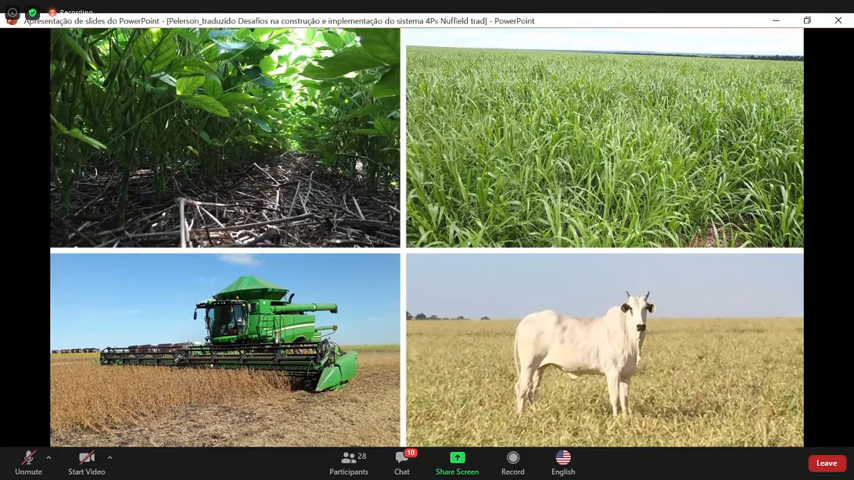 Recording
Apresentação de slides do PowerPoint - [Pelerson_traduzido Desafios na construção e implementação do sistema 4Ps Nuffield trad] - PowerPoint
Unmute
Start Video
28
Participants
10
Chat
Share Screen
Record
English
Leave